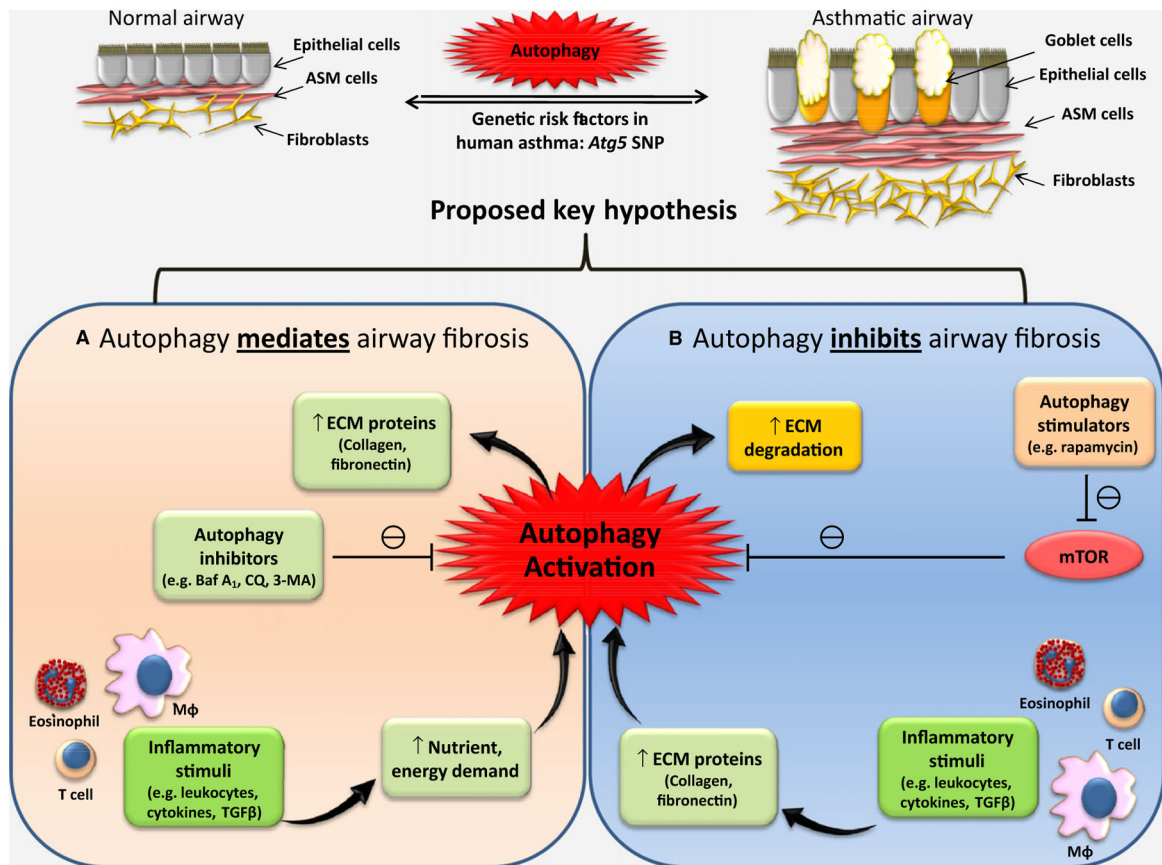 Normal airway
Epithelial cells
ASM cells
Fibroblasts
Autophagy
Genetic risk factors in
human asthma: Atg5 SNP
Asthmatic airway
Goblet cells
Epithelial cells
ASM cells
Fibroblasts
Proposed key hypothesis
A Autophagy mediates airway fibrosis
↑ ECM proteins
(Collagen,
fibronectin)
Autophagy
inhibitors
(e.g. Baf A₁, CQ, 3-MA)
⊖
Autophagy
Activation
Eosinophil
Mϕ
T cell
Inflammatory
stimuli
(e.g. leukocytes,
cytokines, TGFβ)
↑ Nutrient,
energy demand
B Autophagy inhibits airway fibrosis
↑ ECM
degradation
Autophagy
stimulators
(e.g. rapamycin)
⊖
mTOR
⊖
↑ ECM proteins
(Collagen,
fibronectin)
Inflammatory
stimuli
(e.g. leukocytes,
cytokines, TGFβ)
Eosinophil
T cell
Mϕ